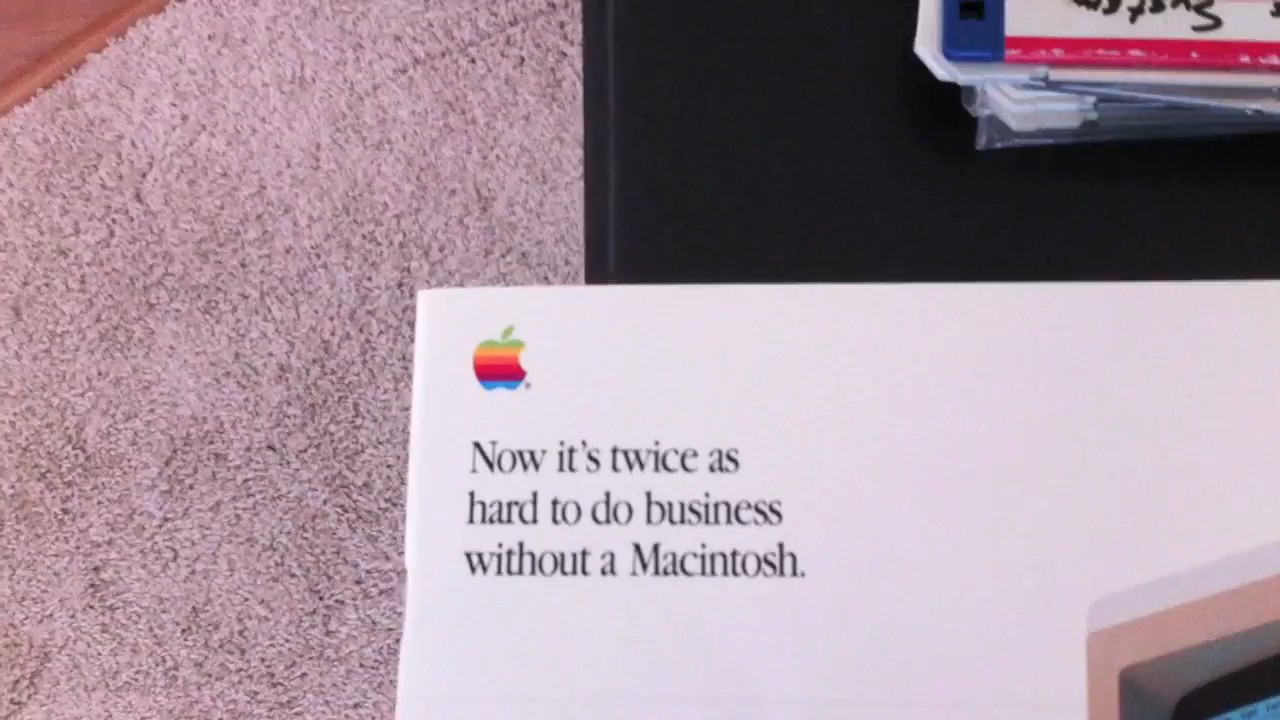 Now it's twice as
hard to do business
without a Macintosh.